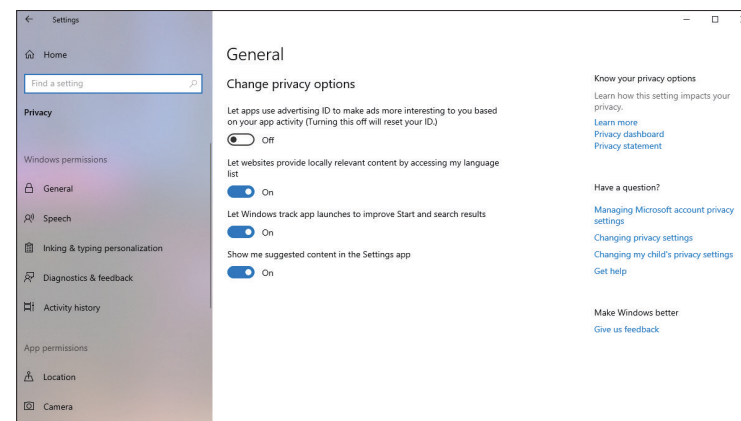 Settings
Home
Find a setting
Privacy
Windows permissions
General
Speech
Inking & typing personalization
Diagnostics & feedback
Activity history
App permissions
Location
Camera
General
Change privacy options
Let apps use advertising ID to make ads more interesting to you based
on your app activity (Turning this off will reset your ID.)
Off
Let websites provide locally relevant content by accessing my language
list
On
Let Windows track app launches to improve Start and search results
On
Show me suggested content in the Settings app
On
Know your privacy options
Learn how this setting impacts your
privacy.
Learn more
Privacy dashboard
Privacy statement
Have a question?
Managing Microsoft account privacy
settings
Changing privacy settings
Changing my child's privacy settings
Get help
Make Windows better
Give us feedback